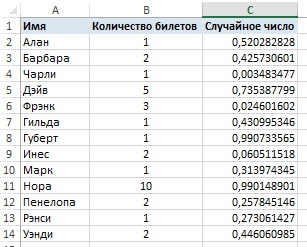 A B C
1 Имя Количество билетов Случайное число
2 Алан 1 0,520282828
3 Барбара 2 0,425730601
4 Чарли 1 0,003483477
5 Дэйв 5 0,735387799
6 Фрэнк 3 0,024601602
7 Гильда 1 0,430995346
8 Губерт 1 0,990733565
9 Инес 2 0,060511518
10 Марк 1 0,313974345
11 Нора 10 0,990148901
12 Пенелопа 2 0,257845146
13 Рэнси 1 0,273061427
14 Уэнди 2 0,446060985